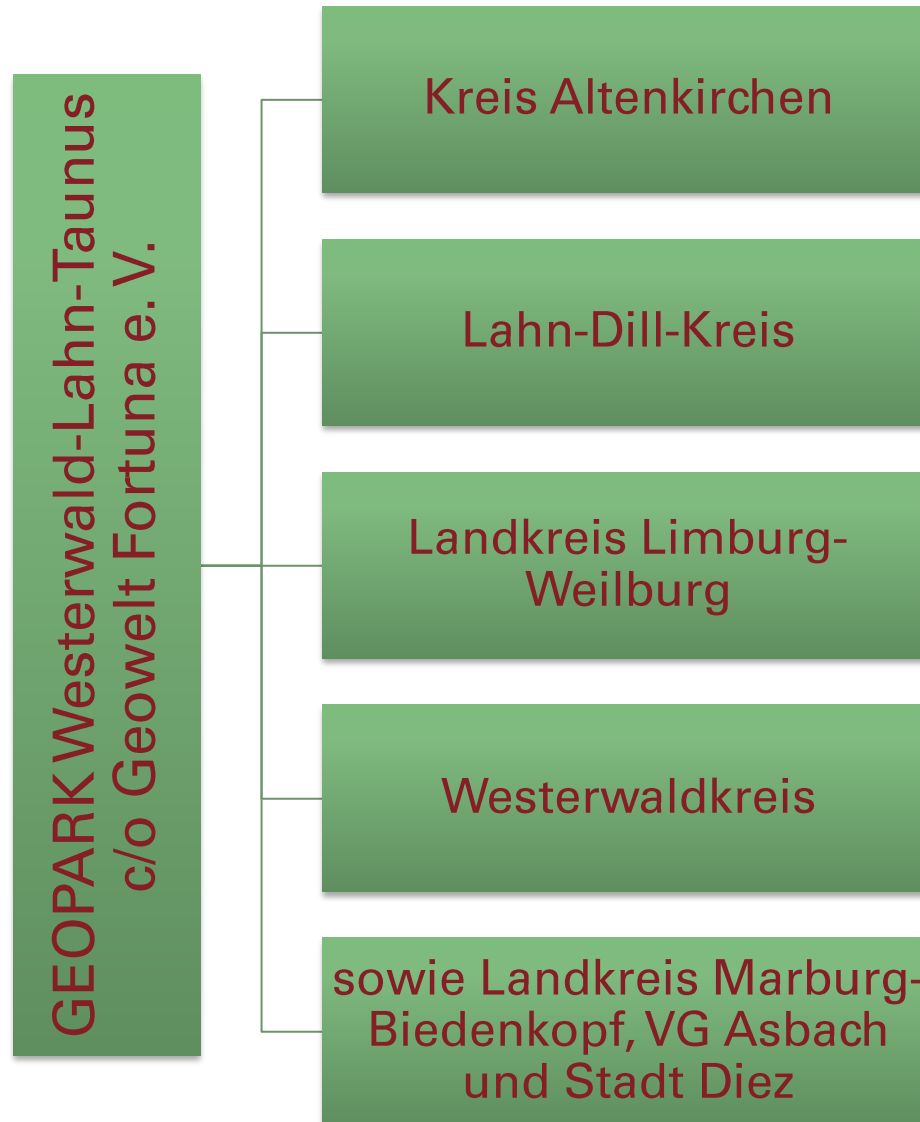 GEOPARK Westerwald-Lahn-Taunus
c/o Geowelt Fortuna e. V.
Kreis Altenkirchen
Lahn-Dill-Kreis
Landkreis Limburg-
Weilburg
Westerwaldkreis
sowie Landkreis Marburg-
Biedenkopf, VG Asbach
und Stadt Diez